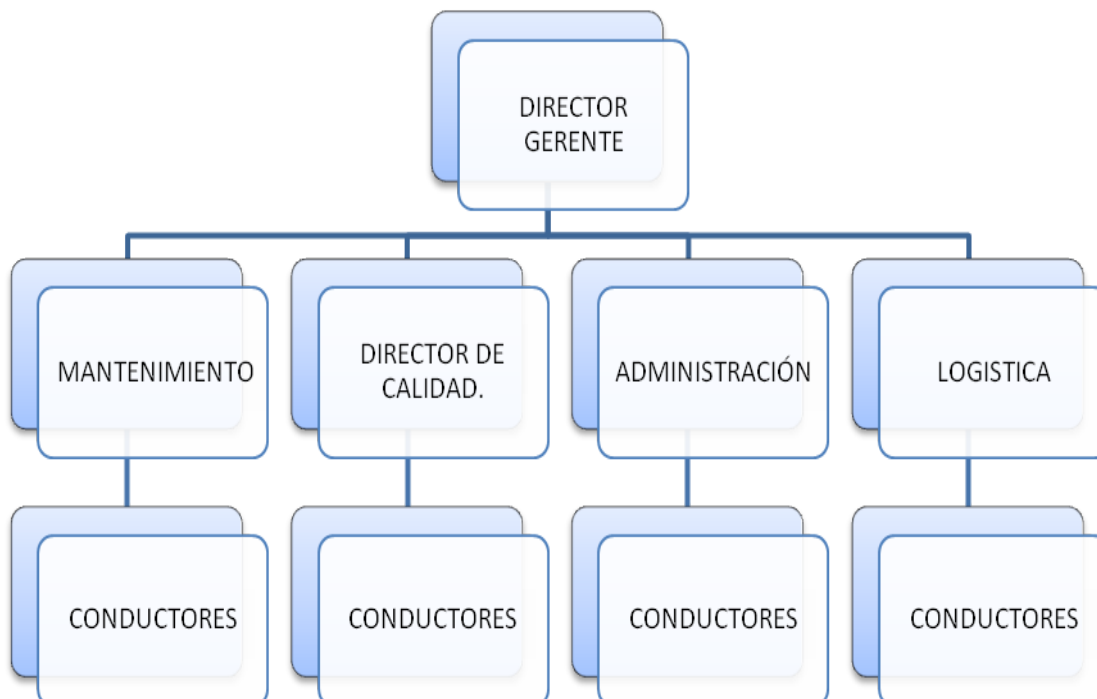 DIRECTOR
GERENTE
MANTENIMIENTO
DIRECTOR DE
CALIDAD.
ADMINISTRACIÓN
LOGISTICA
CONDUCTORES
CONDUCTORES
CONDUCTORES
CONDUCTORES